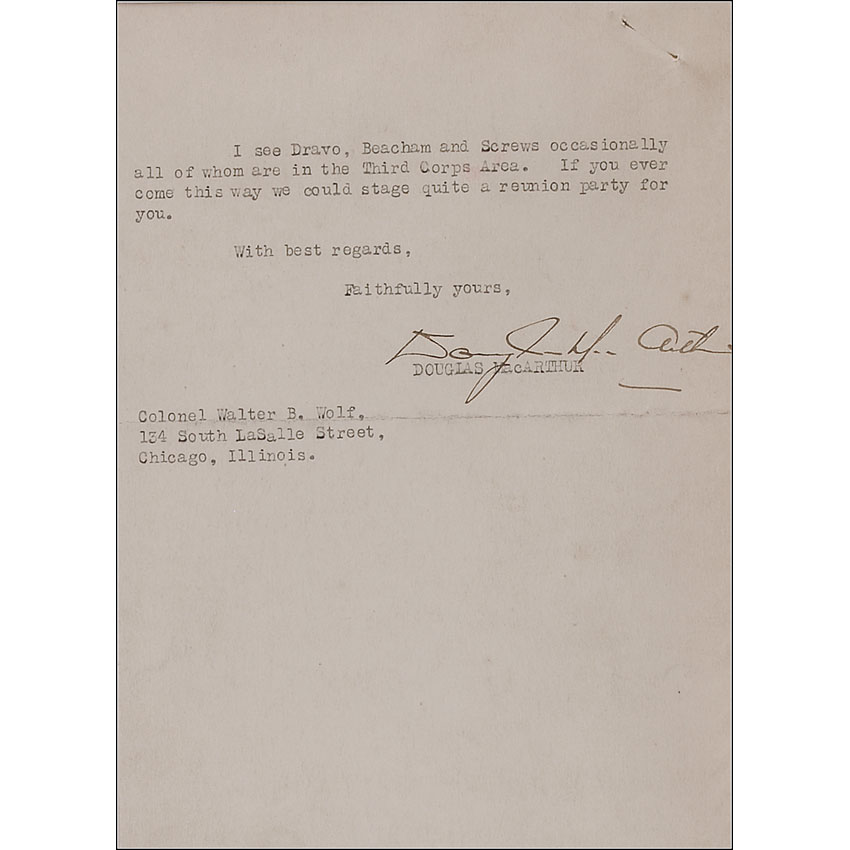 I see Dravo, Beacham and Screws occasionally
all of whom are in the Third Corps Area. If you ever
come this way we could stage quite a reunion party for
you.
With best regards,
Faithfully yours,
Douglas MacArthur
DOUGLAS MacARTHUR
Colonel Walter B. Wolf,
134 South LaSalle Street,
Chicago, Illinois.